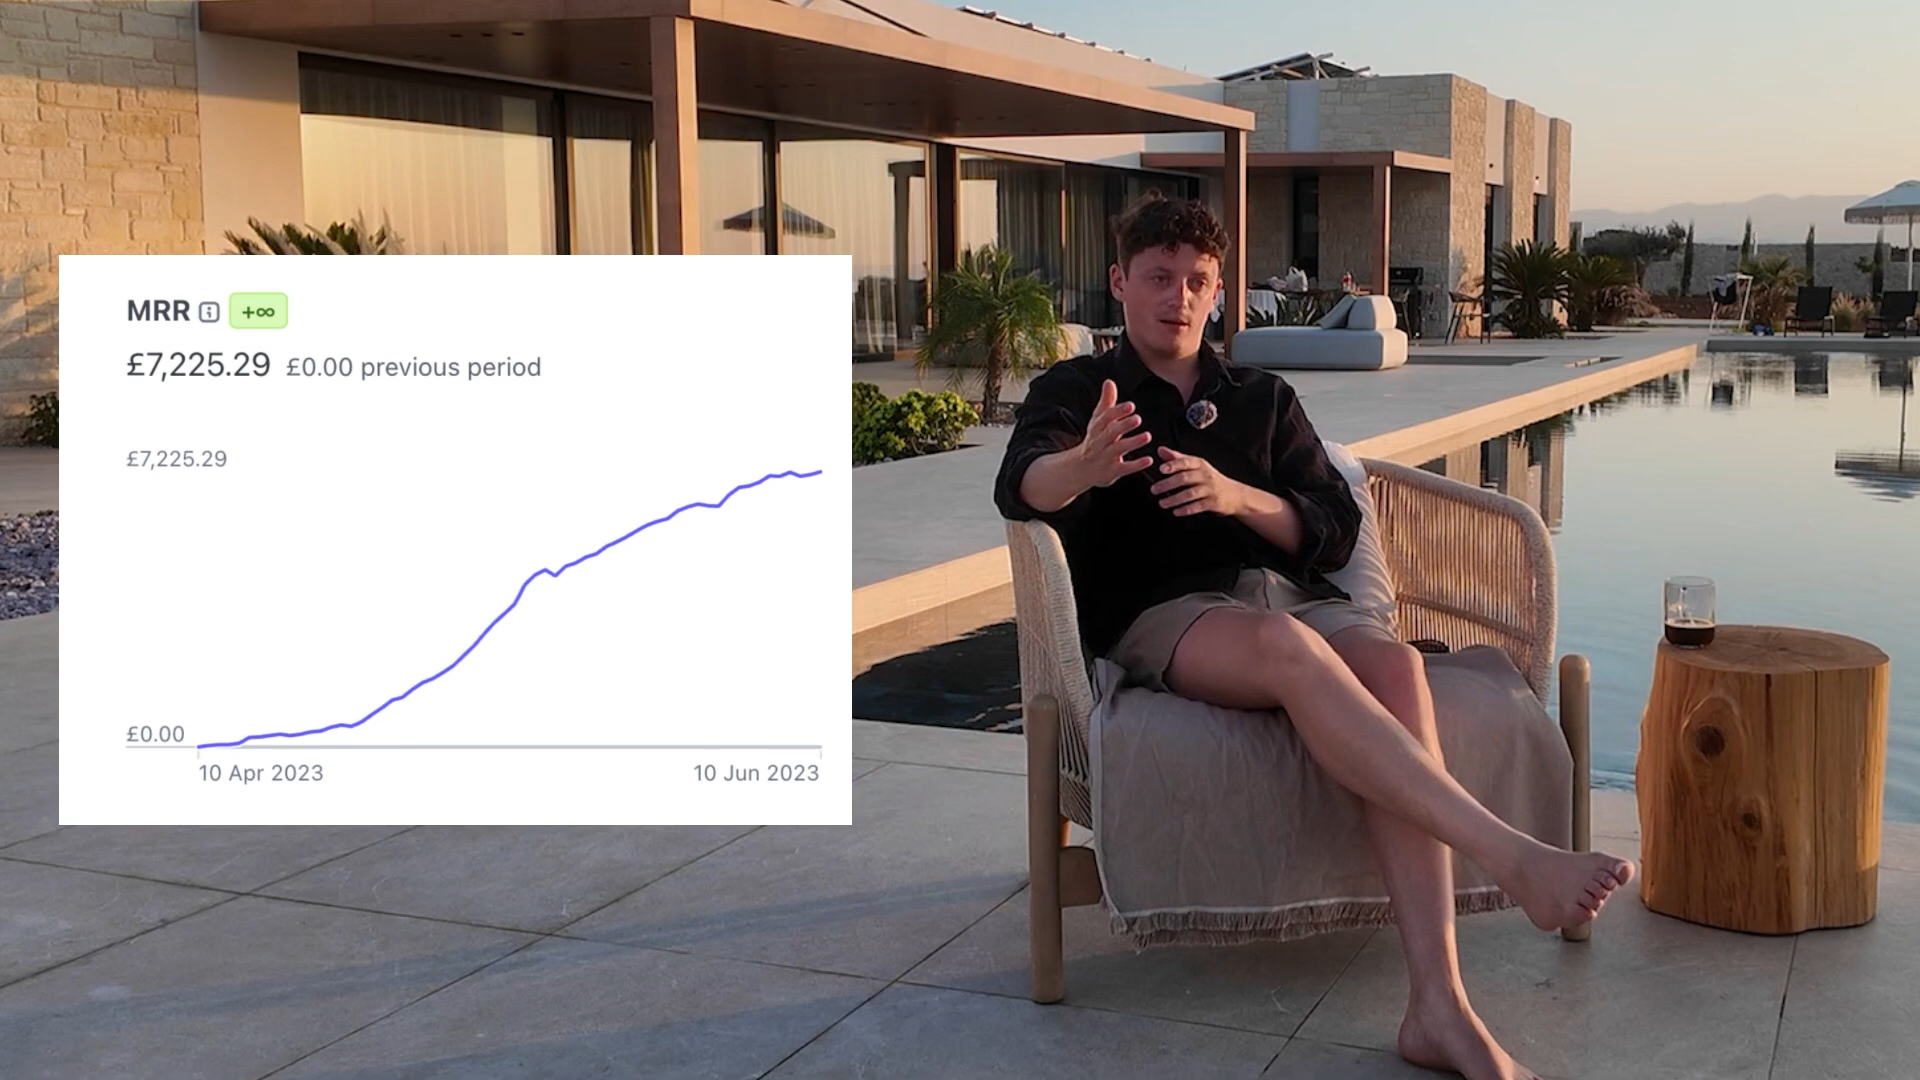 MRR +∞
£7,225.29 £0.00 previous period
£7,225.29
£0.00
10 Apr 2023 10 Jun 2023